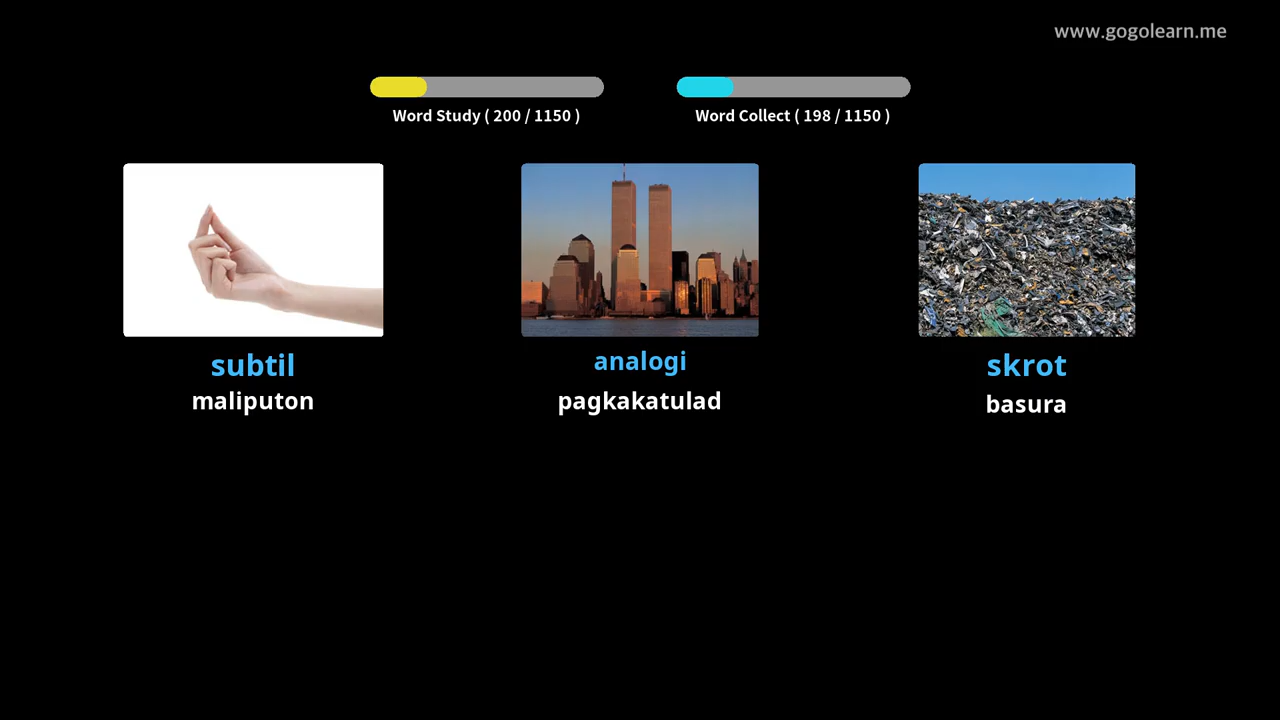 www.gogolearn.me
Word Study ( 200 / 1150 )
Word Collect ( 198 / 1150 )
subtil
maliputon
analogi
pagkakatulad
skrot
basura